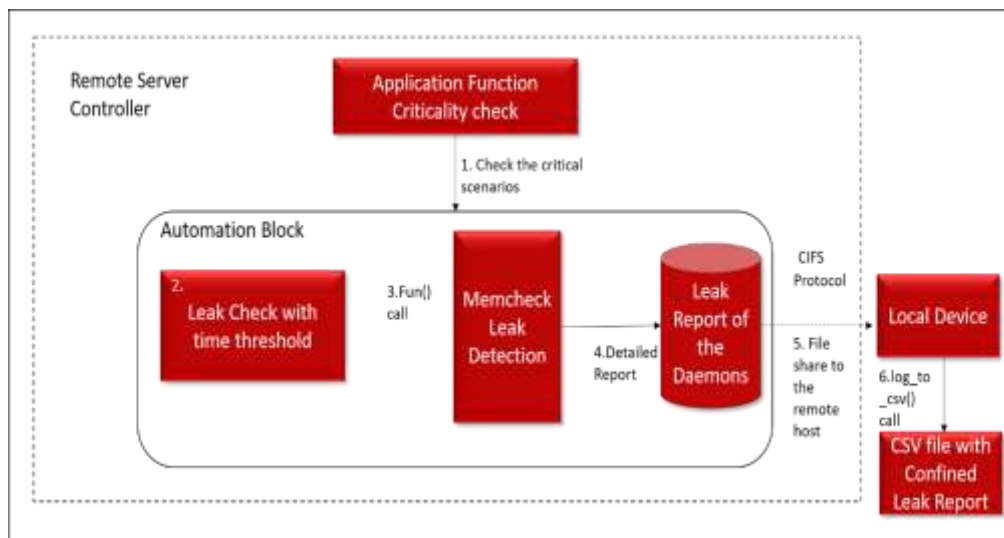 Remote Server
Controller
Application Function
Criticality check
1. Check the critical
scenarios
Automation Block
2.
Leak Check with
time threshold
3.Fun()
call
Memcheck
Leak
Detection
4.Detailed
Report
Leak
Report of
the
Daemons
CIFS
Protocol
5. File
share to
the
remote
host
Local Device
6.log_to
_csv()
call
CSV file with
Confined
Leak Report